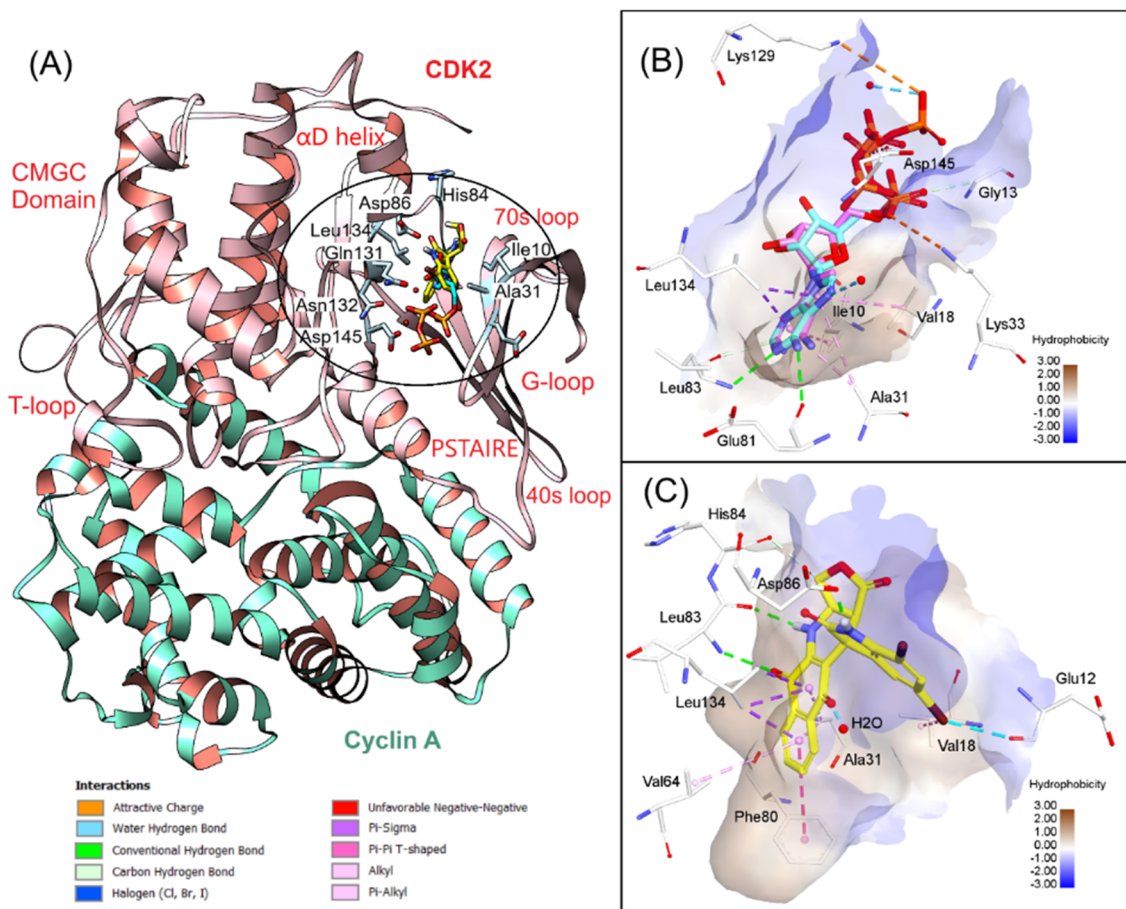 (A)
CDK2
αD helix
CMGC
Domain
His84
Asp86
70s loop
Leu134
Gln131
Ile10
Ala31
Asn132
Asp145
G-loop
T-loop
PSTAIRE
40s loop
Cyclin A
Interactions
Attractive Charge
Water Hydrogen Bond
Conventional Hydrogen Bond
Carbon Hydrogen Bond
Halogen (Cl, Br, I)
Unfavorable Negative-Negative
Pi-Sigma
Pi-Pi T-shaped
Alkyl
Pi-Alkyl
(B)
Lys129
Asp145
Gly13
Leu134
Ile10
Val18
Lys33
Leu83
Ala31
Glu81
Hydrophobicity
3.00
2.00
1.00
0.00
-1.00
-2.00
-3.00
(C)
His84
Asp86
Leu83
Glu12
Leu134
H2O
Val18
Ala31
Val64
Phe80
Hydrophobicity
3.00
2.00
1.00
0.00
-1.00
-2.00
-3.00